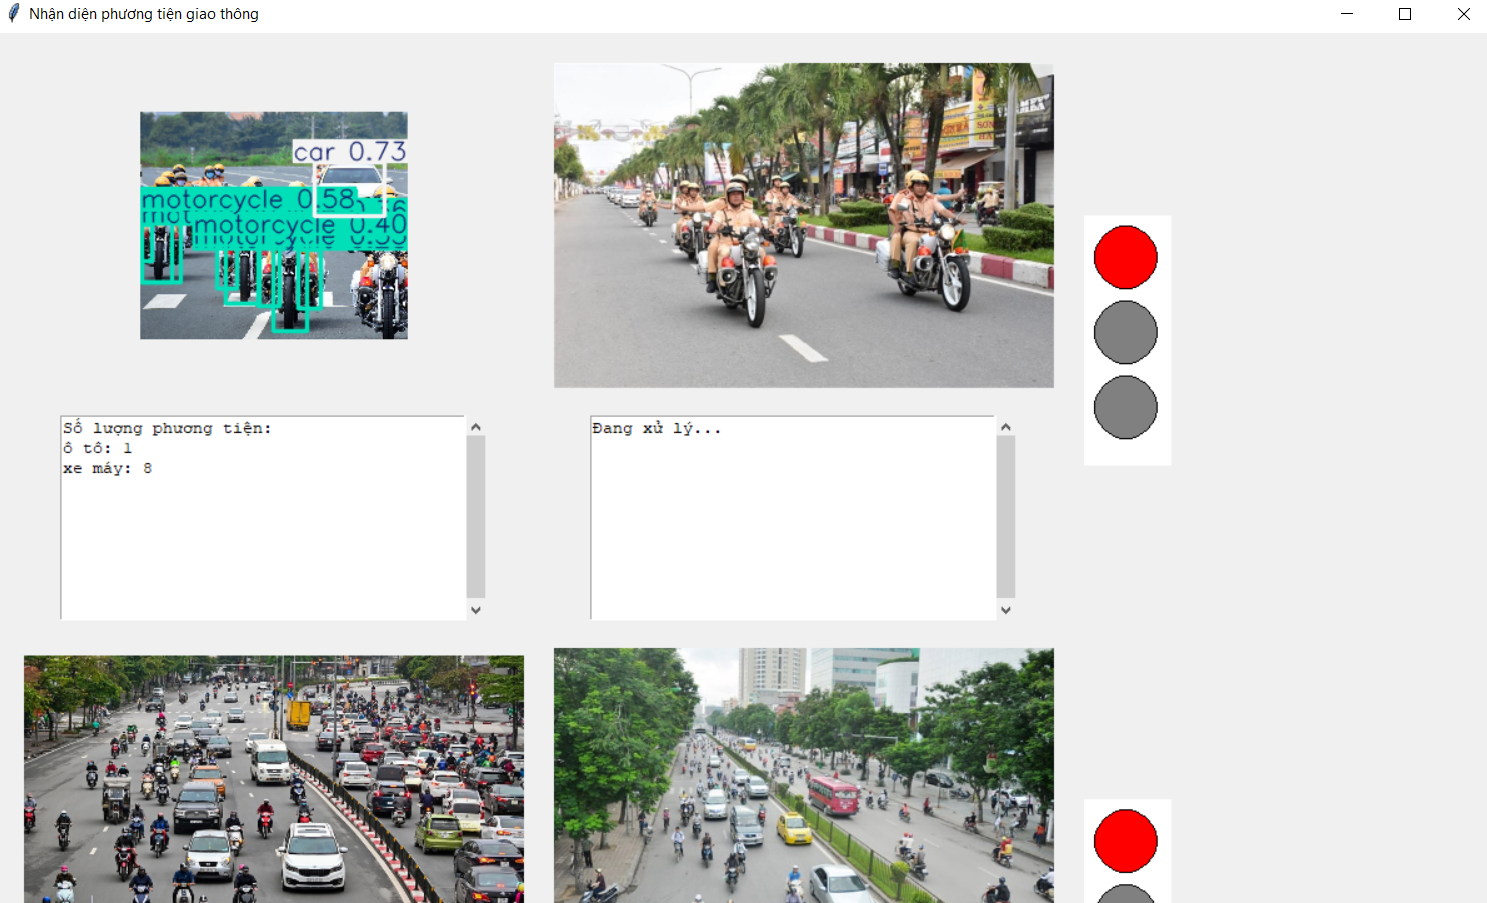 Nhận diện phương tiện giao thông
car 0.73
motorcycle 0.58
motorcycle 0.40
Số lượng phương tiện:
ô tô: 1
xe máy: 8
Đang xử lý...